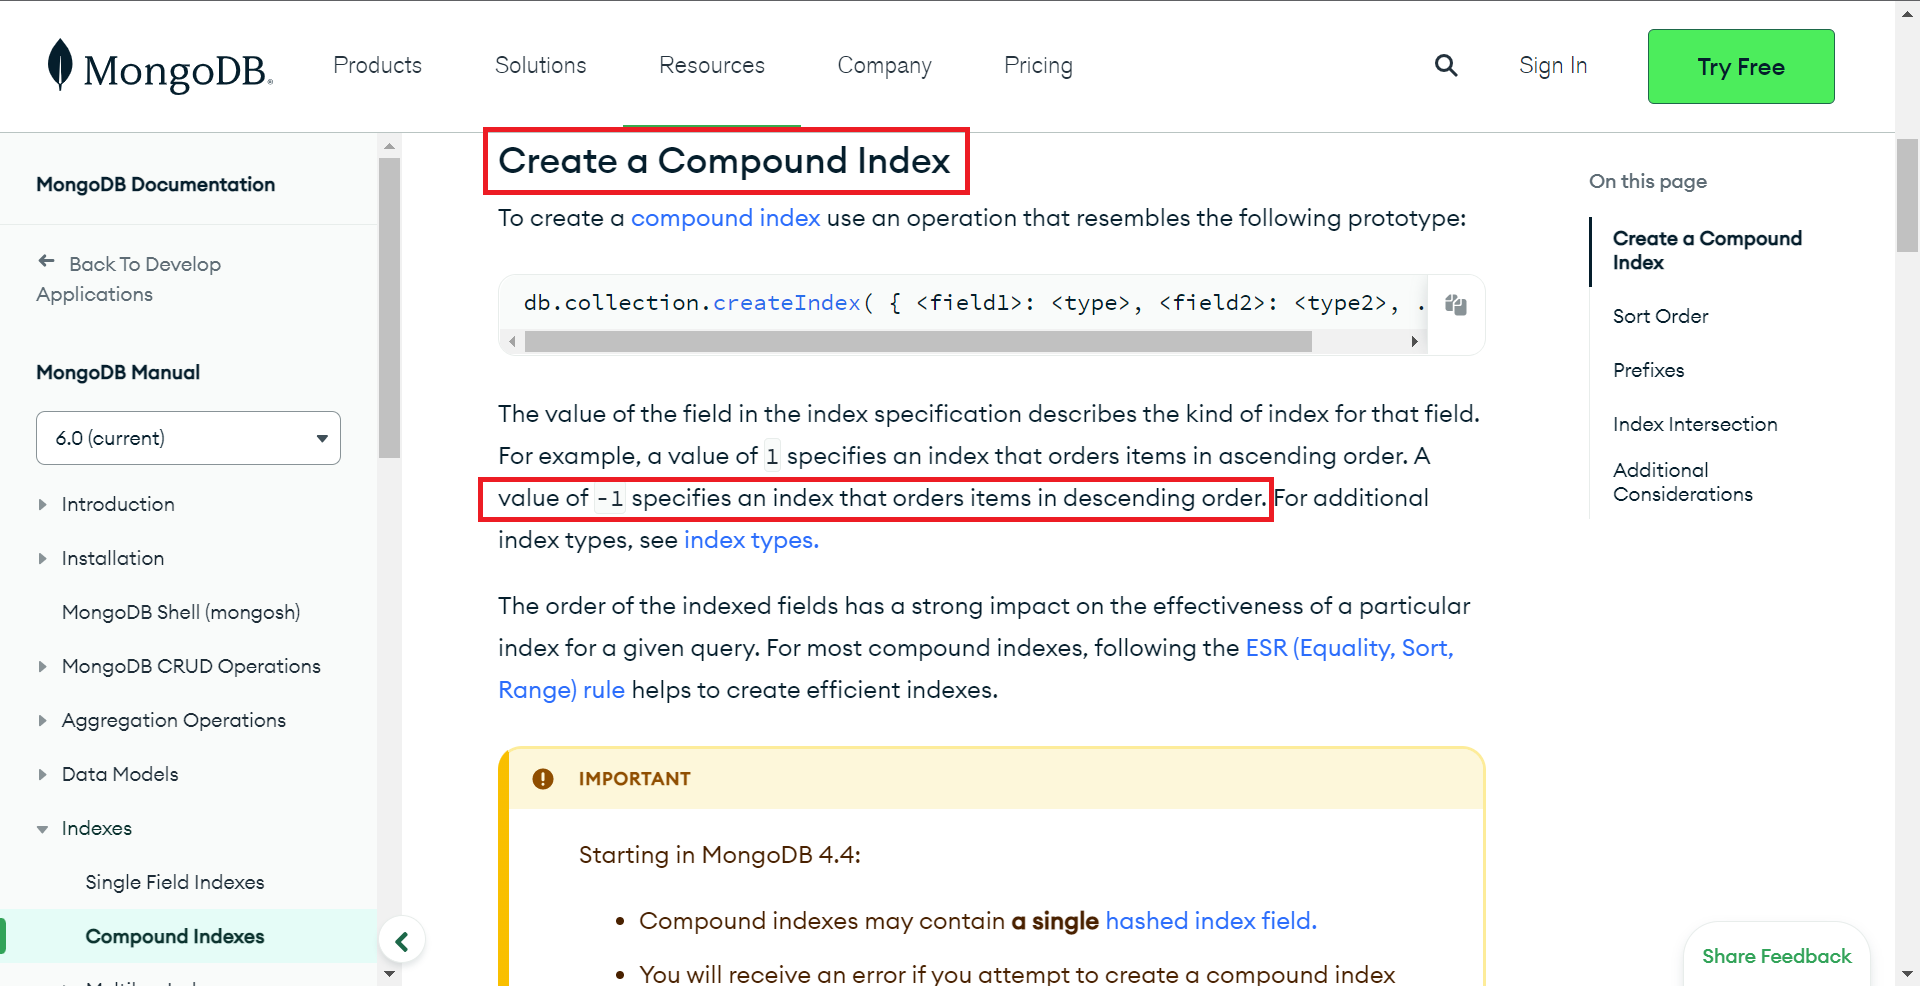 MongoDB®
Products
Solutions
Resources
Company
Pricing
Sign In
Try Free
MongoDB Documentation
Back To Develop
Applications
MongoDB Manual
6.0 (current)
Introduction
Installation
MongoDB Shell (mongosh)
MongoDB CRUD Operations
Aggregation Operations
Data Models
Indexes
Single Field Indexes
Compound Indexes
Create a Compound Index
To create a compound index use an operation that resembles the following prototype:
db.collection.createIndex( { <field1>: <type>, <field2>: <type2>, .
The value of the field in the index specification describes the kind of index for that field.
For example, a value of 1 specifies an index that orders items in ascending order. A
value of -1 specifies an index that orders items in descending order. For additional
index types, see index types.
The order of the indexed fields has a strong impact on the effectiveness of a particular
index for a given query. For most compound indexes, following the ESR (Equality, Sort,
Range) rule helps to create efficient indexes.
IMPORTANT
Starting in MongoDB 4.4:
• Compound indexes may contain a single hashed index field.
• You will receive an error if you attempt to create a compound index
On this page
Create a Compound
Index
Sort Order
Prefixes
Index Intersection
Additional
Considerations
Share Feedback